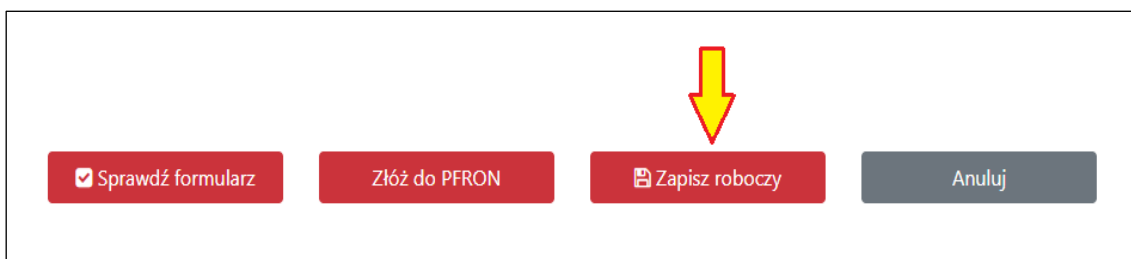 Sprawdź formularz
Złóż do PFRON
Zapisz roboczy
Anuluj